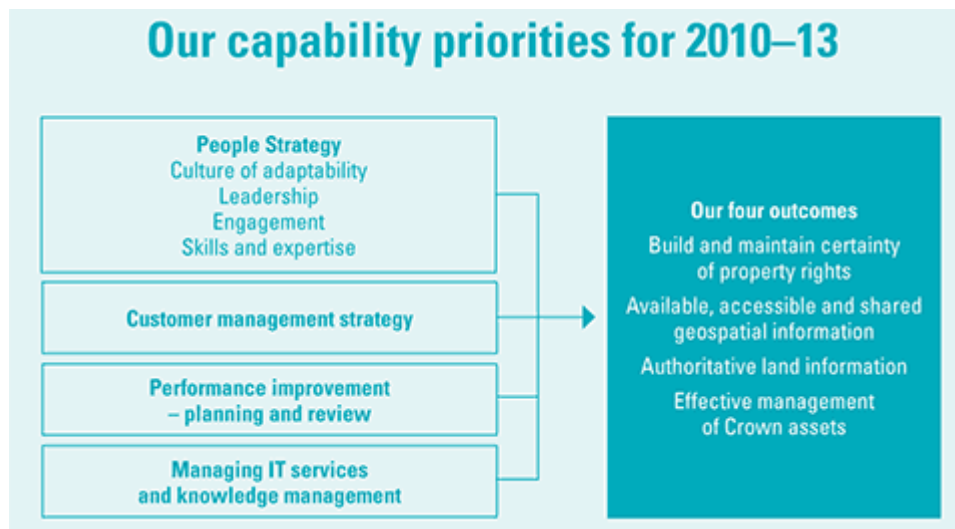 Our capability priorities for 2010–13
People Strategy
Culture of adaptability
Leadership
Engagement
Skills and expertise
Customer management strategy
Performance improvement
– planning and review
Managing IT services
and knowledge management
Our four outcomes
Build and maintain certainty
of property rights
Available, accessible and shared
geospatial information
Authoritative land information
Effective management
of Crown assets